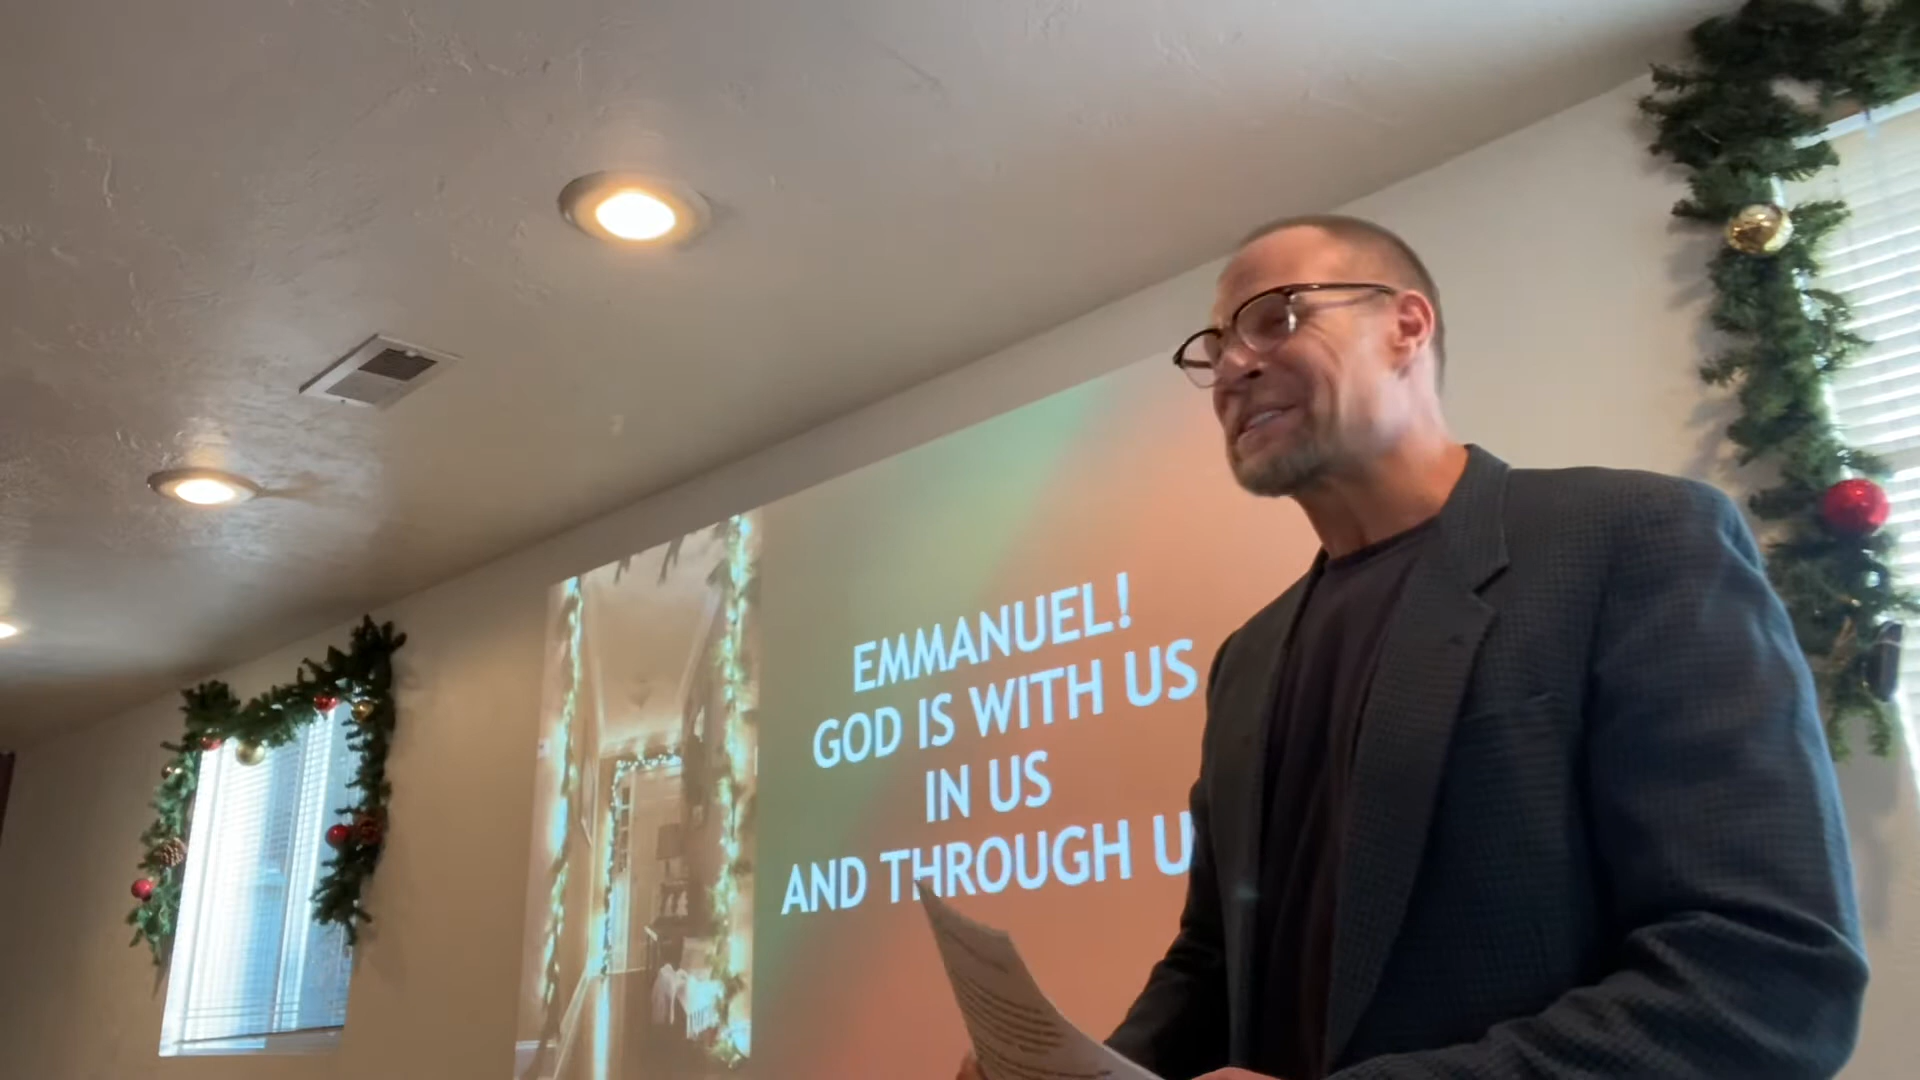 EMMANUEL!
GOD IS WITH US
IN US
AND THROUGH U